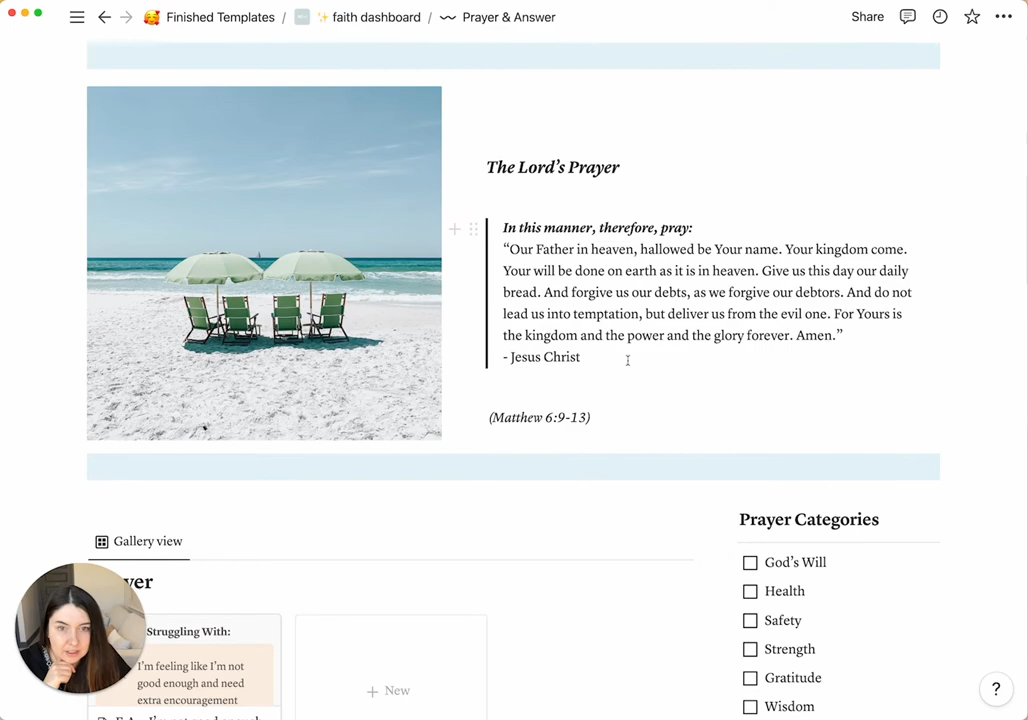 Finished Templates / faith dashboard / Prayer & Answer
Share
The Lord's Prayer
In this manner, therefore, pray:
“Our Father in heaven, hallowed be Your name. Your kingdom come.
Your will be done on earth as it is in heaven. Give us this day our daily
bread. And forgive us our debts, as we forgive our debtors. And do not
lead us into temptation, but deliver us from the evil one. For Yours is
the kingdom and the power and the glory forever. Amen.”
- Jesus Christ
(Matthew 6:9-13)
Gallery view
Struggling With:
I'm feeling like I'm not
good enough and need
extra encouragement
+ New
Prayer Categories
God's Will
Health
Safety
Strength
Gratitude
Wisdom
?